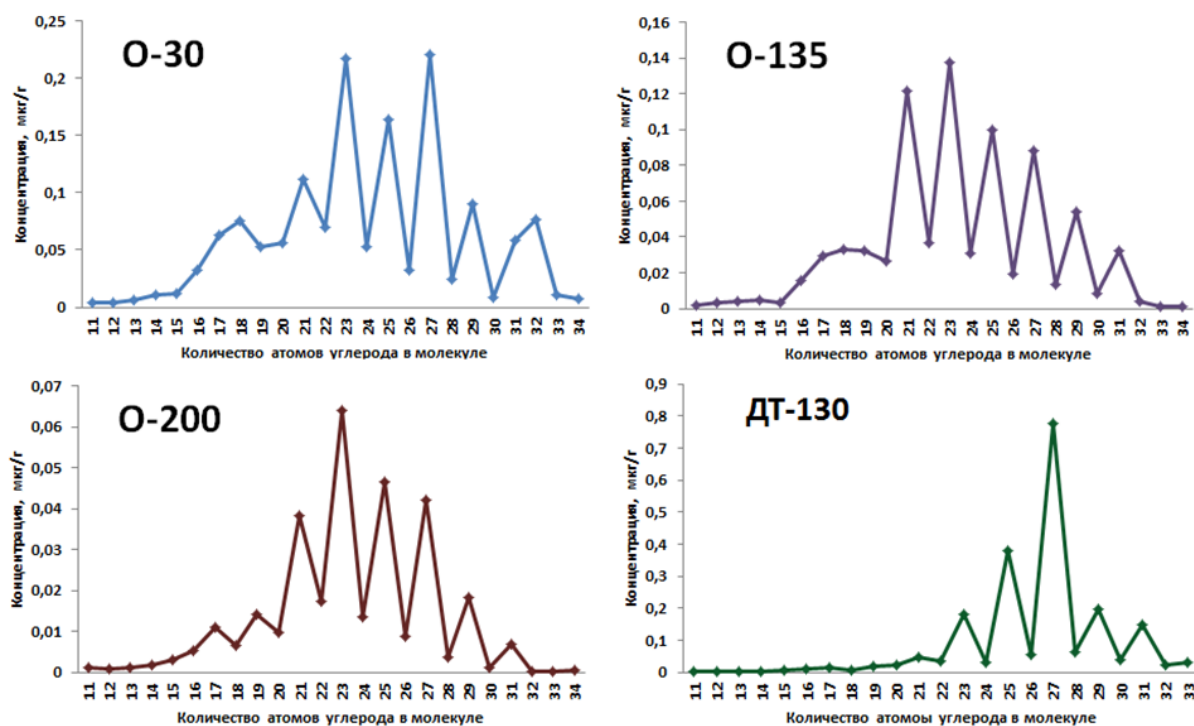 О-30
Концентрация, мкг/г
0,25
0,2
0,15
0,1
0,05
0
11 12 13 14 15 16 17 18 19 20 21 22 23 24 25 26 27 28 29 30 31 32 33 34
Количество атомов углерода в молекуле
О-135
Концентрация, мкг/г
0,16
0,14
0,12
0,1
0,08
0,06
0,04
0,02
0
11 12 13 14 15 16 17 18 19 20 21 22 23 24 25 26 27 28 29 30 31 32 33 34
Количество атомов углерода в молекуле
О-200
Концентрация, мкг/г
0,07
0,06
0,05
0,04
0,03
0,02
0,01
0
11 12 13 14 15 16 17 18 19 20 21 22 23 24 25 26 27 28 29 30 31 32 33 34
Количество атомов углерода в молекуле
ДТ-130
Концентрация, мкг/г
0,9
0,8
0,7
0,6
0,5
0,4
0,3
0,2
0,1
0
11 12 13 14 15 16 17 18 19 20 21 22 23 24 25 26 27 28 29 30 31 32 33
Количество атомоы углерода в молекуле